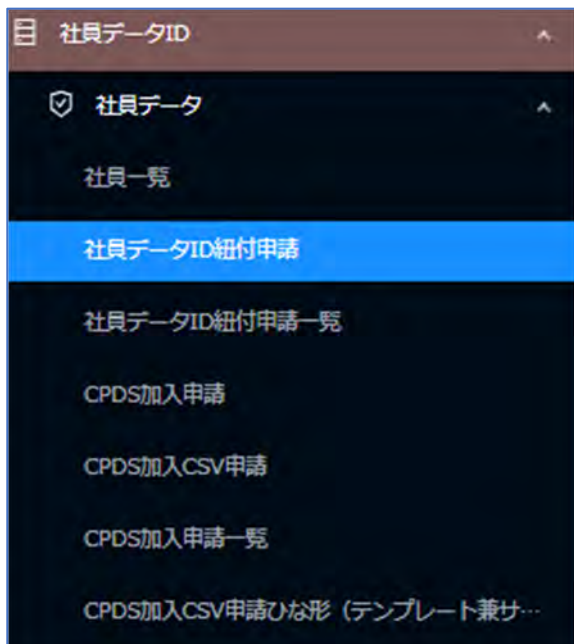 社員データID
社員データ
社員一覧
社員データID紐付申請
社員データID紐付申請一覧
CPDS加入申請
CPDS加入CSV申請
CPDS加入申請一覧
CPDS加入CSV申請ひな形（テンプレート兼サ…